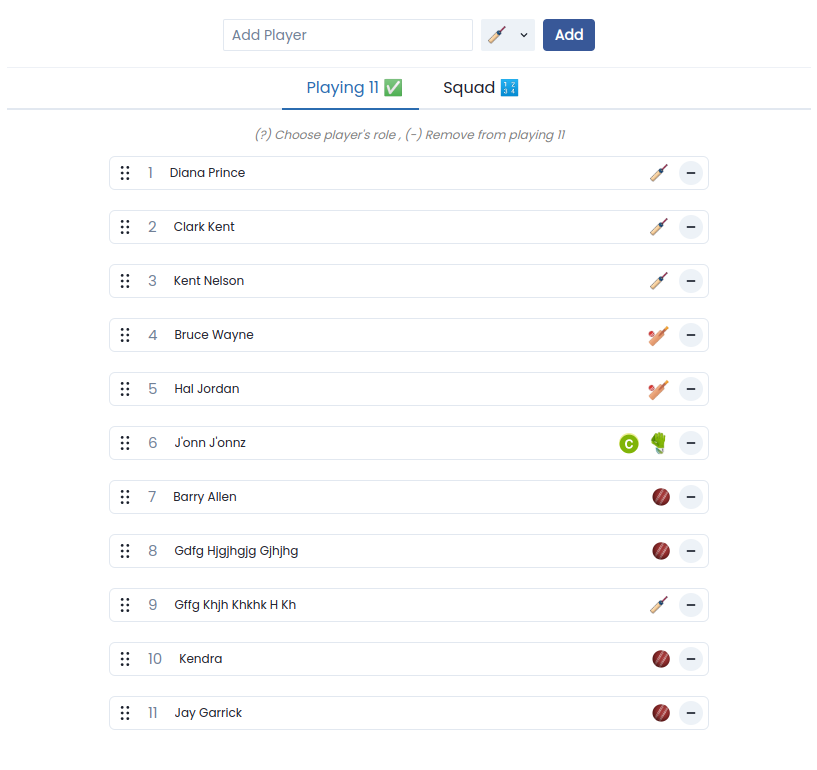 Add Player
Add
Playing 11 ✅
Squad 🔢
(?) Choose player's role , (-) Remove from playing 11
1 Diana Prince
2 Clark Kent
3 Kent Nelson
4 Bruce Wayne
5 Hal Jordan
6 J'onn J'onnz C
7 Barry Allen
8 Gdfg Hjgjhgjg Gjhjhg
9 Gffg Khjh Khkhk H Kh
10 Kendra
11 Jay Garrick